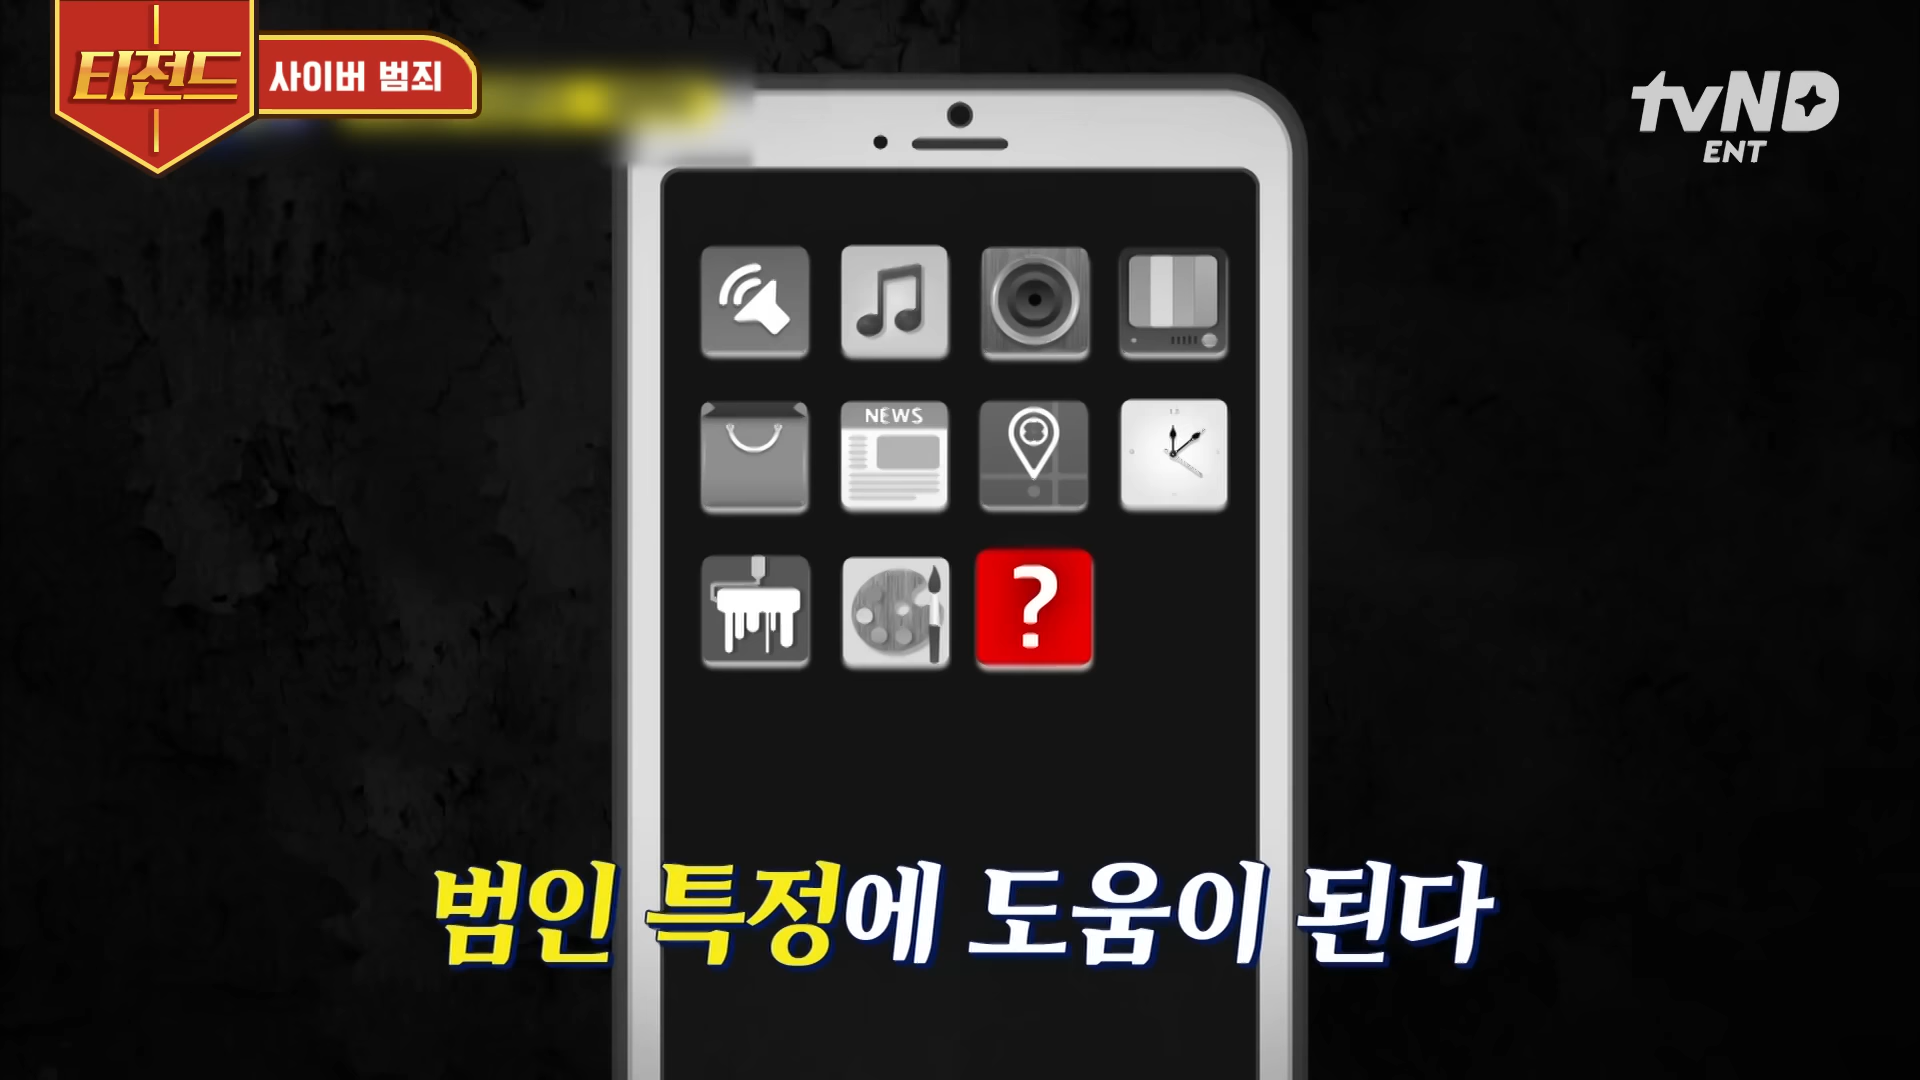 티전드
사이버 범죄
tvND
ENT
NEWS
?
범인 특정에 도움이 된다